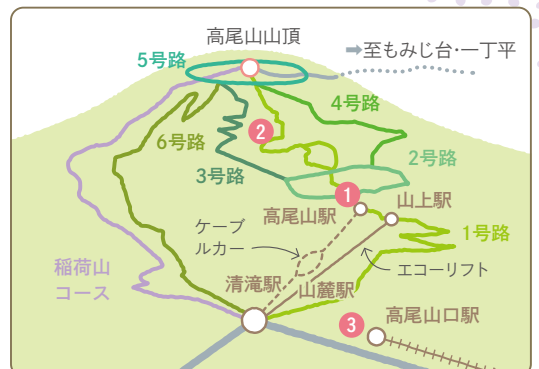 高尾山山頂
5号路
➡至もみじ台・一丁平
4号路
2
6号路
2号路
3号路
1
山上駅
高尾山駅
ケーブ
ルカー
1号路
稲荷山
コース
エコーリフト
清滝駅
山麓駅
3
高尾山口駅